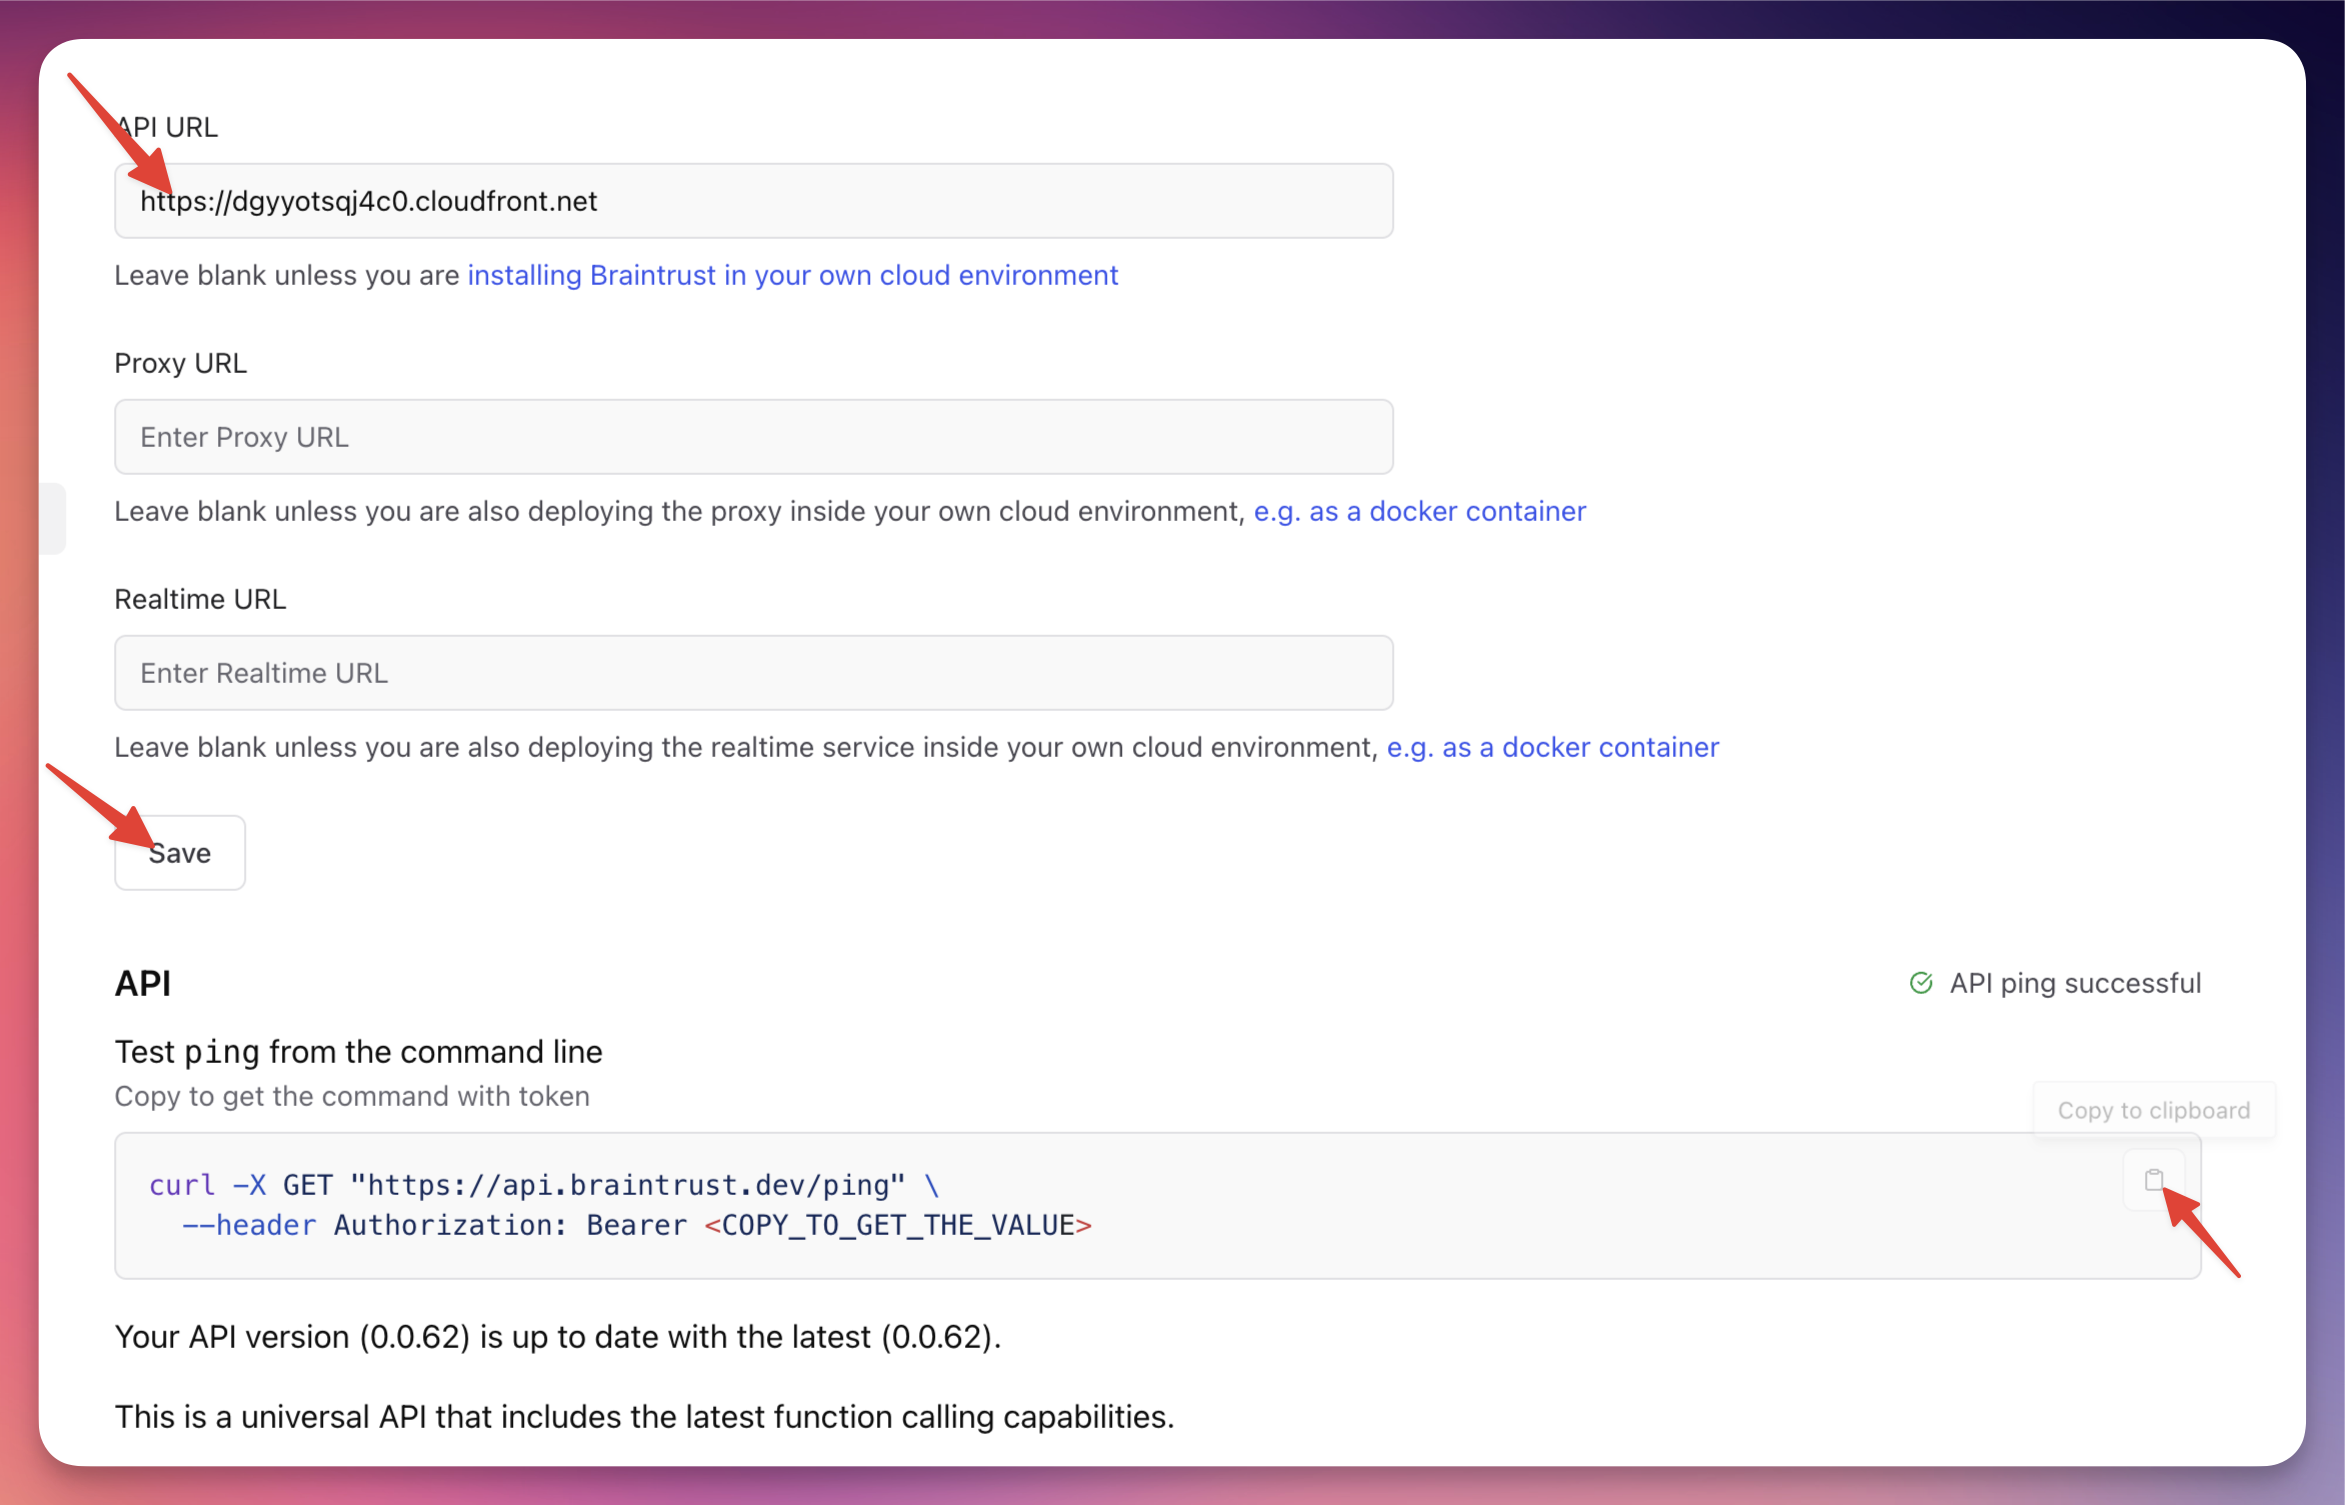 API URL
https://dgyyotsqj4c0.cloudfront.net
Leave blank unless you are installing Braintrust in your own cloud environment
Proxy URL
Enter Proxy URL
Leave blank unless you are also deploying the proxy inside your own cloud environment, e.g. as a docker container
Realtime URL
Enter Realtime URL
Leave blank unless you are also deploying the realtime service inside your own cloud environment, e.g. as a docker container
Save
API
API ping successful
Test ping from the command line
Copy to get the command with token
Copy to clipboard
curl -X GET "https://api.braintrust.dev/ping" \
--header Authorization: Bearer <COPY_TO_GET_THE_VALUE>
Your API version (0.0.62) is up to date with the latest (0.0.62).
This is a universal API that includes the latest function calling capabilities.